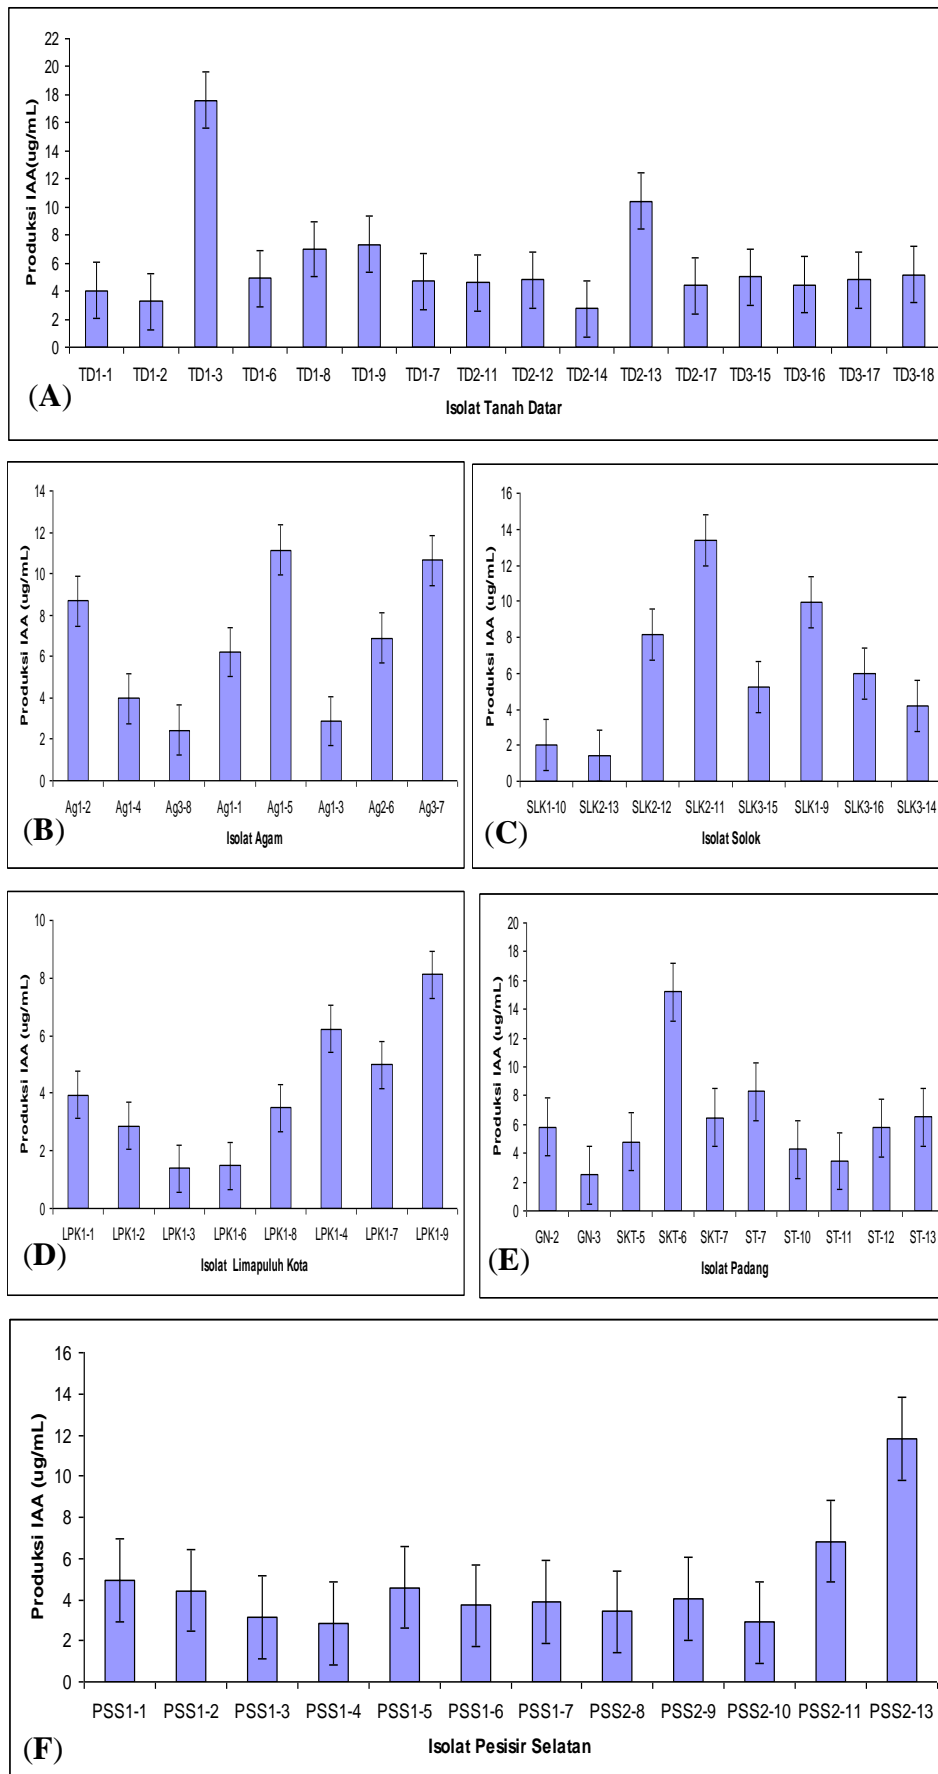 Produksi IAA(ug/mL)
22
20
18
16
14
12
10
8
6
4
2
0
TD1-1 TD1-2 TD1-3 TD1-6 TD1-8 TD1-9 TD1-7 TD2-11 TD2-12 TD2-14 TD2-13 TD2-17 TD3-15 TD3-16 TD3-17 TD3-18
(A)
Isolat Tanah Datar
Produksi IAA (ug/mL)
14
12
10
8
6
4
2
0
Ag1-2 Ag1-4 Ag3-8 Ag1-1 Ag1-5 Ag1-3 Ag2-6 Ag3-7
(B)
Isolat Agam
Produksi IAA (ug/mL)
16
14
12
10
8
6
4
2
0
SLK1-10 SLK2-13 SLK2-12 SLK2-11 SLK3-15 SLK1-9 SLK3-16 SLK3-14
(C)
Isolat Solok
Produksi IAA (ug/mL)
10
8
6
4
2
0
LPK1-1 LPK1-2 LPK1-3 LPK1-6 LPK1-8 LPK1-4 LPK1-7 LPK1-9
(D)
Isolat Limapuluh Kota
Produksi IAA (ug/mL)
20
18
16
14
12
10
8
6
4
2
0
GN-2 GN-3 SKT-5 SKT-6 SKT-7 ST-7 ST-10 ST-11 ST-12 ST-13
(E)
Isolat Padang
Produksi IAA (ug/mL)
16
14
12
10
8
6
4
2
0
PSS1-1 PSS1-2 PSS1-3 PSS1-4 PSS1-5 PSS1-6 PSS1-7 PSS2-8 PSS2-9 PSS2-10 PSS2-11 PSS2-13
(F)
Isolat Pesisir Selatan